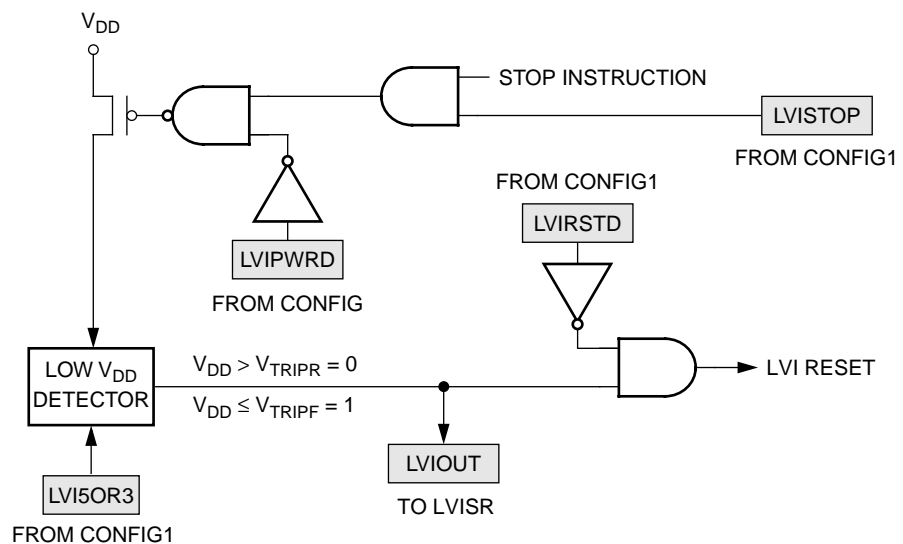 VDD
STOP INSTRUCTION
LVISTOP
FROM CONFIG1
FROM CONFIG1
LVIRSTD
LVIPWRD
FROM CONFIG
LOW VDD
DETECTOR
VDD > VTRIPR = 0
VDD ≤ VTRIPF = 1
LVI RESET
LVIOUT
TO LVISR
LVI5OR3
FROM CONFIG1